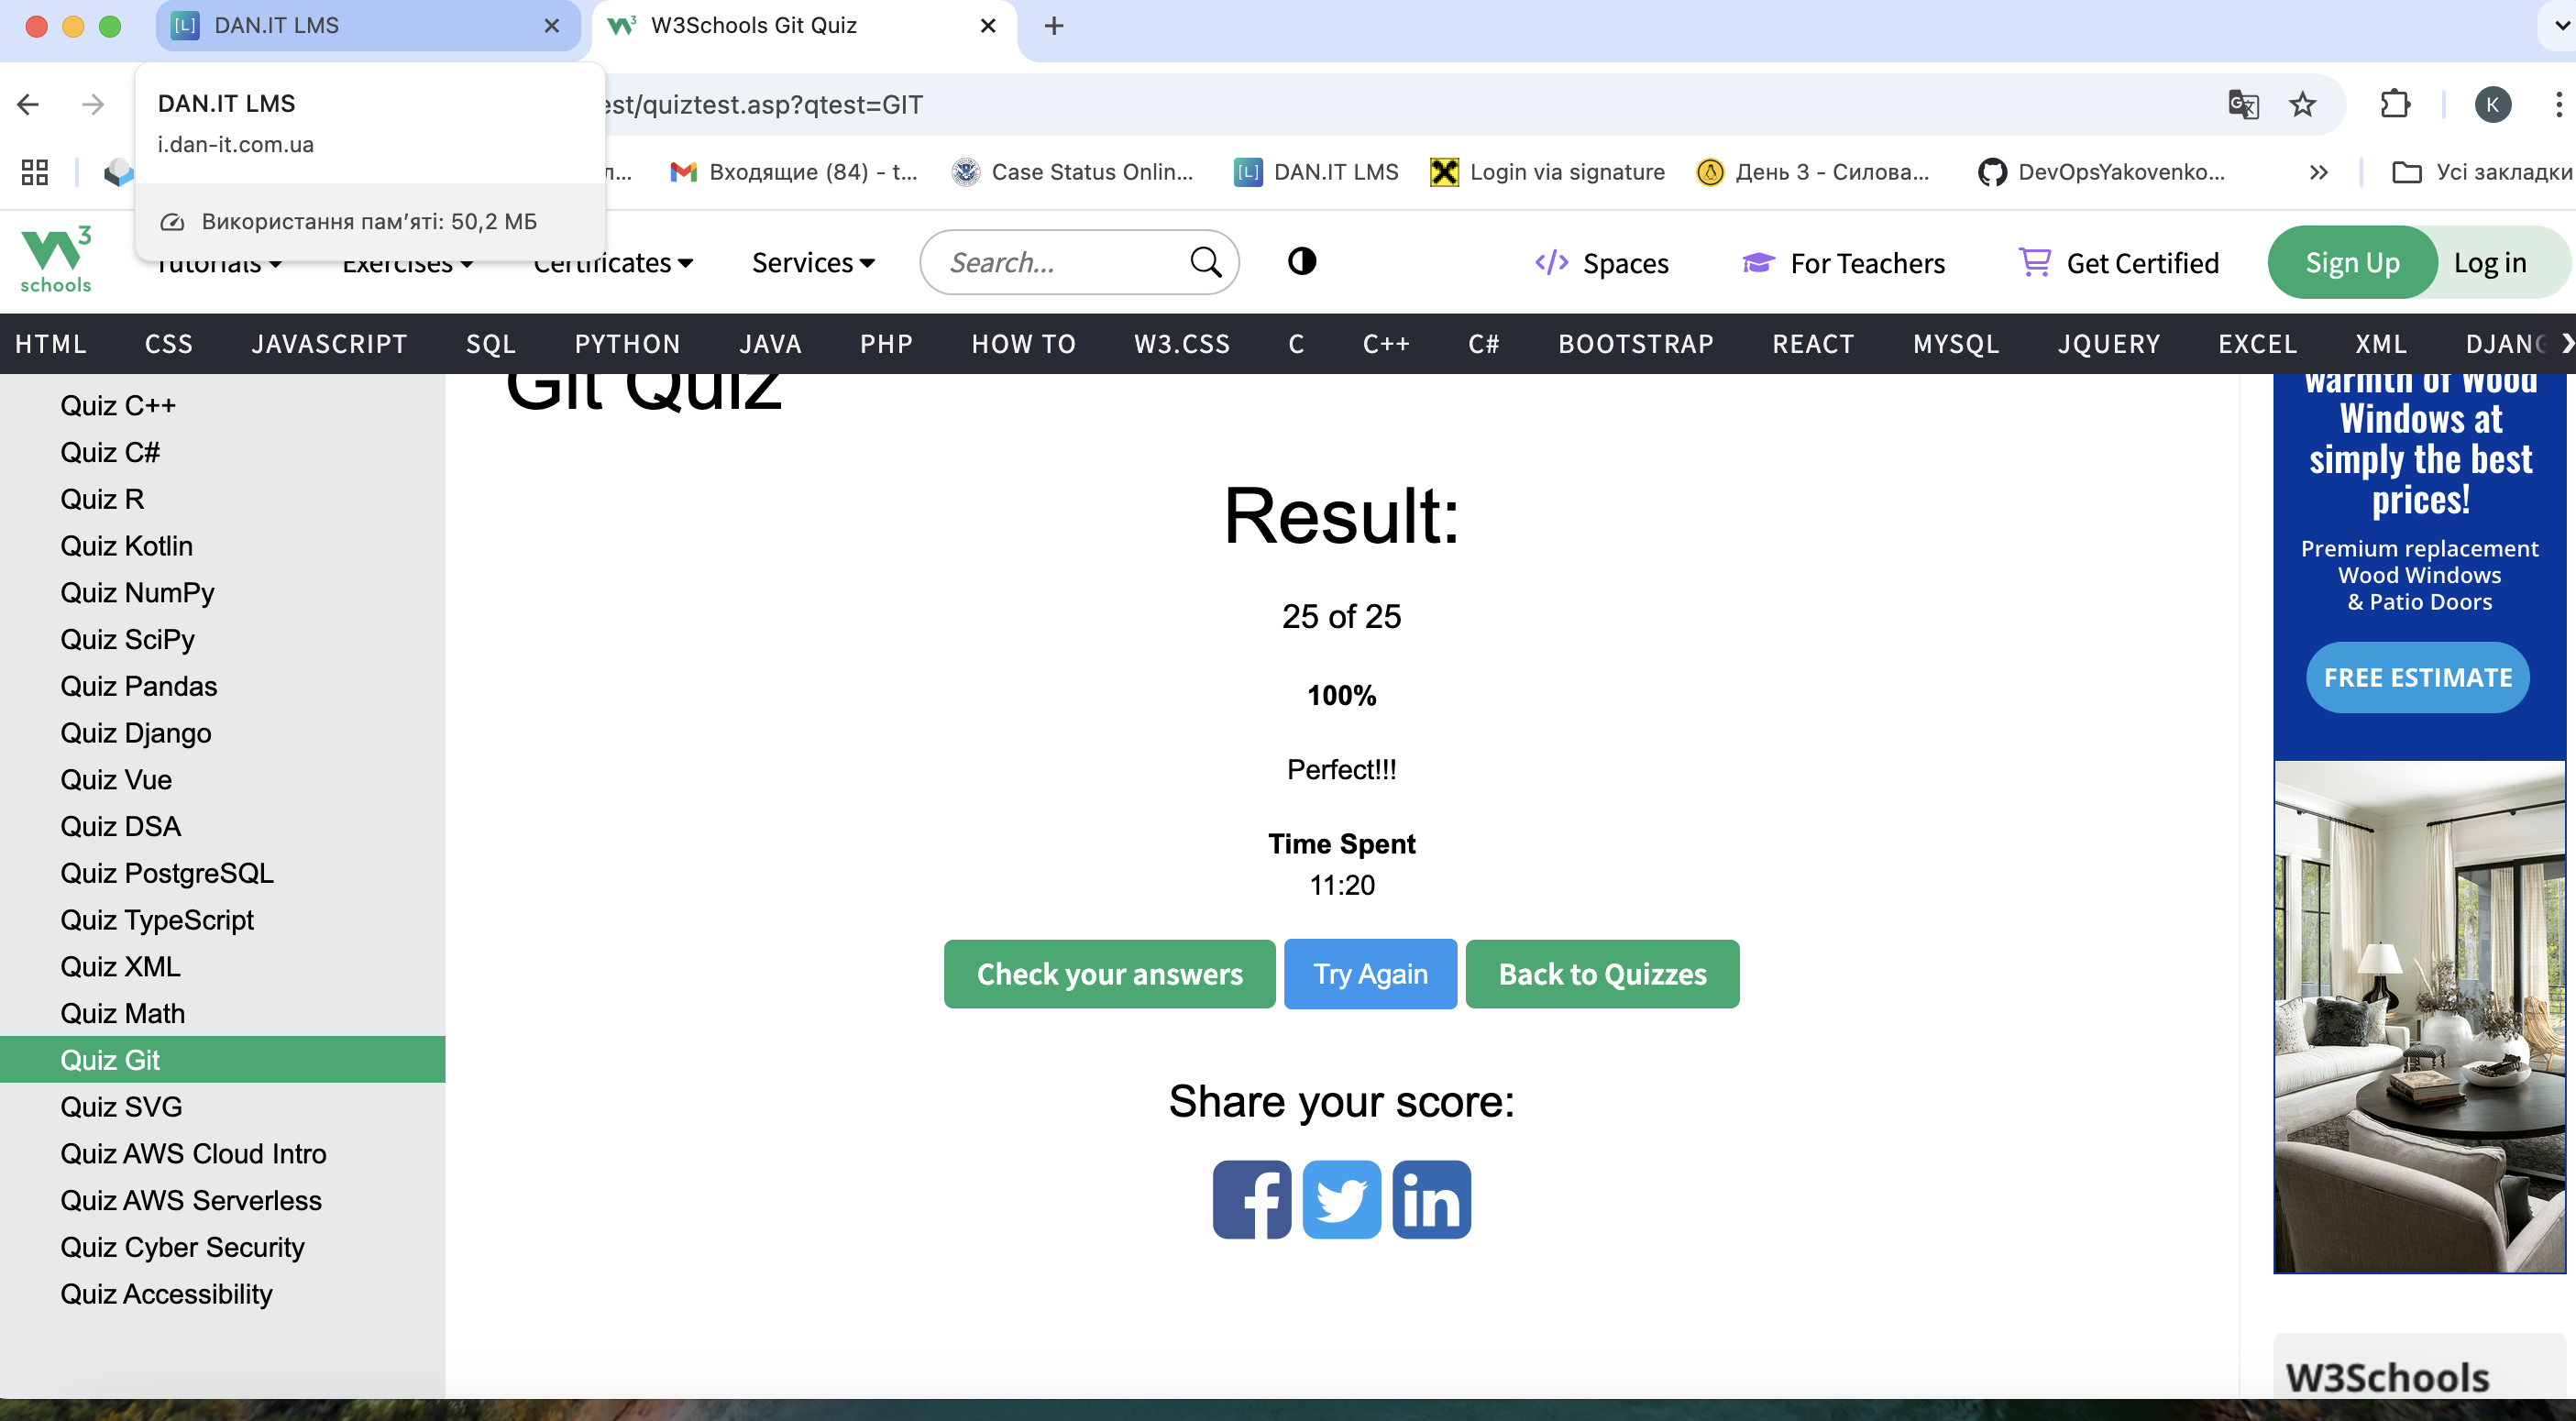 DAN.IT LMS
W3Schools Git Quiz
DAN.IT LMS
i.dan-it.com.ua
Використання пам’яті: 50,2 МБ
est/quiztest.asp?qtest=GIT
K
л...
Входящие (84) - t...
Case Status Onlin...
DAN.IT LMS
Login via signature
День 3 - Силова...
DevOpsYakovenko...
Усі закладки
W3 schools
Tutorials
Exercises
Certificates
Services
Search...
Spaces
For Teachers
Get Certified
Sign Up
Log in
HTML CSS JAVASCRIPT SQL PYTHON JAVA PHP HOW TO W3.CSS C C++ C# BOOTSTRAP REACT MYSQL JQUERY EXCEL XML DJANG
Quiz C++
Quiz C#
Quiz R
Quiz Kotlin
Quiz NumPy
Quiz SciPy
Quiz Pandas
Quiz Django
Quiz Vue
Quiz DSA
Quiz PostgreSQL
Quiz TypeScript
Quiz XML
Quiz Math
Quiz Git
Quiz SVG
Quiz AWS Cloud Intro
Quiz AWS Serverless
Quiz Cyber Security
Quiz Accessibility
Git Quiz
Result:
25 of 25
100%
Perfect!!!
Time Spent
11:20
Check your answers
Try Again
Back to Quizzes
Share your score:
warmth of Wood
Windows at
simply the best
prices!
Premium replacement
Wood Windows
& Patio Doors
FREE ESTIMATE
W3Schools